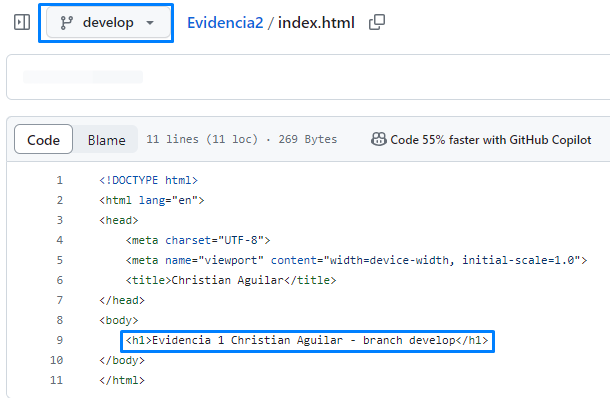 develop Evidencia2 / index.html
Code Blame 11 lines (11 loc) · 269 Bytes Code 55% faster with GitHub Copilot
1 <!DOCTYPE html>
2 <html lang="en">
3 <head>
4 <meta charset="UTF-8">
5 <meta name="viewport" content="width=device-width, initial-scale=1.0">
6 <title>Christian Aguilar</title>
7 </head>
8 <body>
9 <h1>Evidencia 1 Christian Aguilar - branch develop</h1>
10 </body>
11 </html>